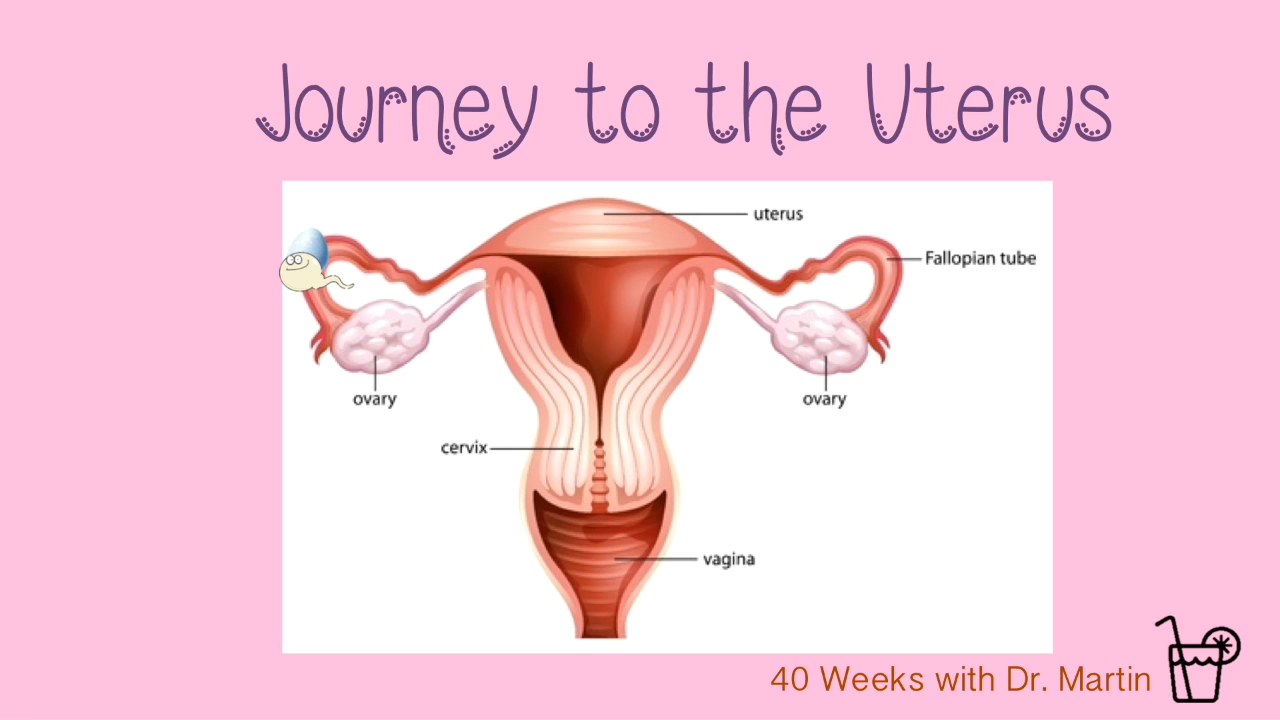 Journey to the Uterus
uterus
Fallopian tube
ovary
ovary
cervix
vagina
40 Weeks with Dr. Martin